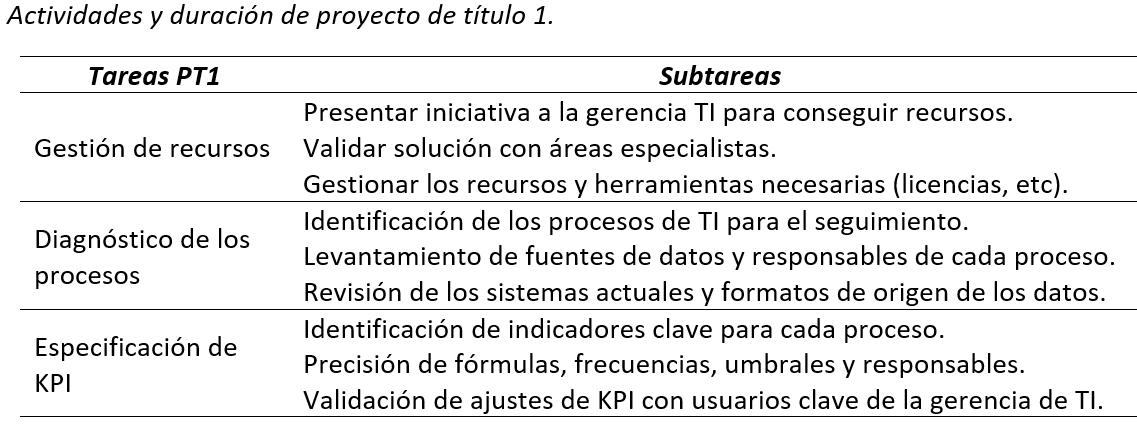 Actividades y duración de proyecto de título 1.
Tareas PT1 Subtareas
Gestión de recursos
Presentar iniciativa a la gerencia TI para conseguir recursos.
Validar solución con áreas especialistas.
Gestionar los recursos y herramientas necesarias (licencias, etc).
Diagnóstico de los
procesos
Identificación de los procesos de TI para el seguimiento.
Levantamiento de fuentes de datos y responsables de cada proceso.
Revisión de los sistemas actuales y formatos de origen de los datos.
Especificación de
KPI
Identificación de indicadores clave para cada proceso.
Precisión de fórmulas, frecuencias, umbrales y responsables.
Validación de ajustes de KPI con usuarios clave de la gerencia de TI.